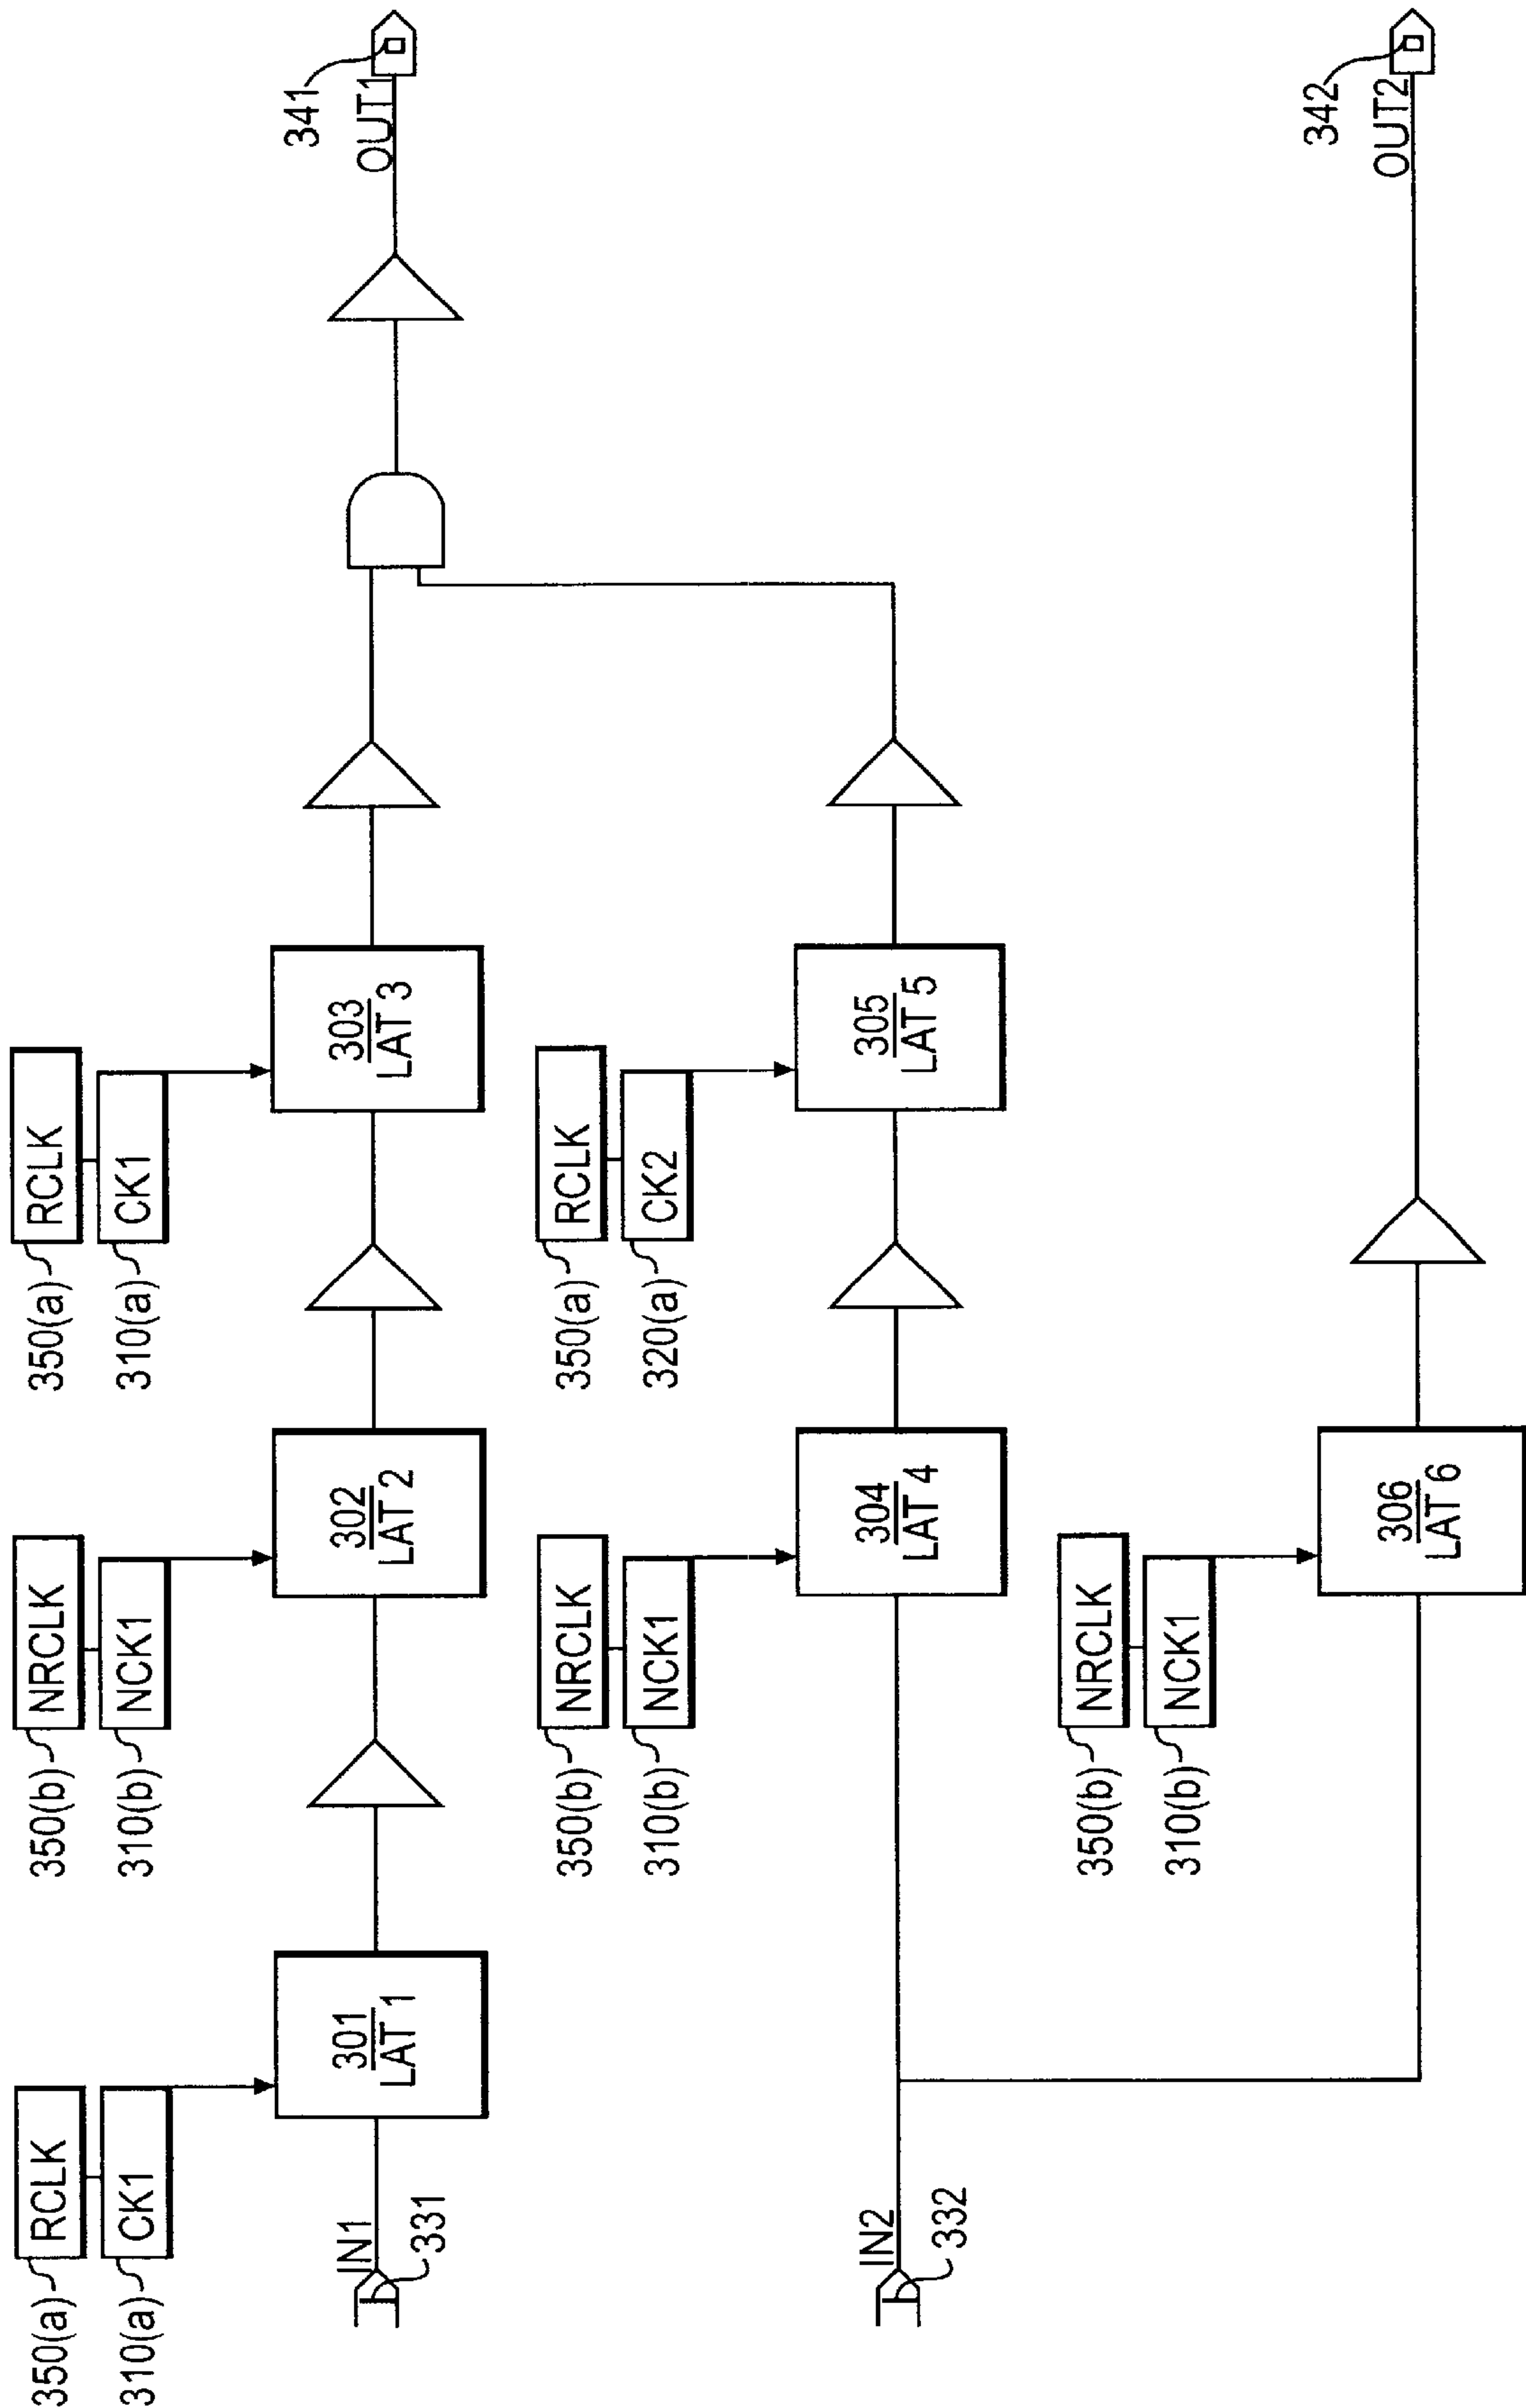 350(a)
RCLK
310(a)
CK1
350(b)
NRCLK
310(b)
NCK1
350(a)
RCLK
310(a)
CK1
IN1
331
301
LAT 1
302
LAT 2
303
LAT 3
341
OUT1
350(b)
NRCLK
310(b)
NCK1
350(a)
RCLK
320(a)
CK2
IN2
332
304
LAT 4
305
LAT 5
350(b)
NRCLK
310(b)
NCK1
306
LAT 6
342
OUT2